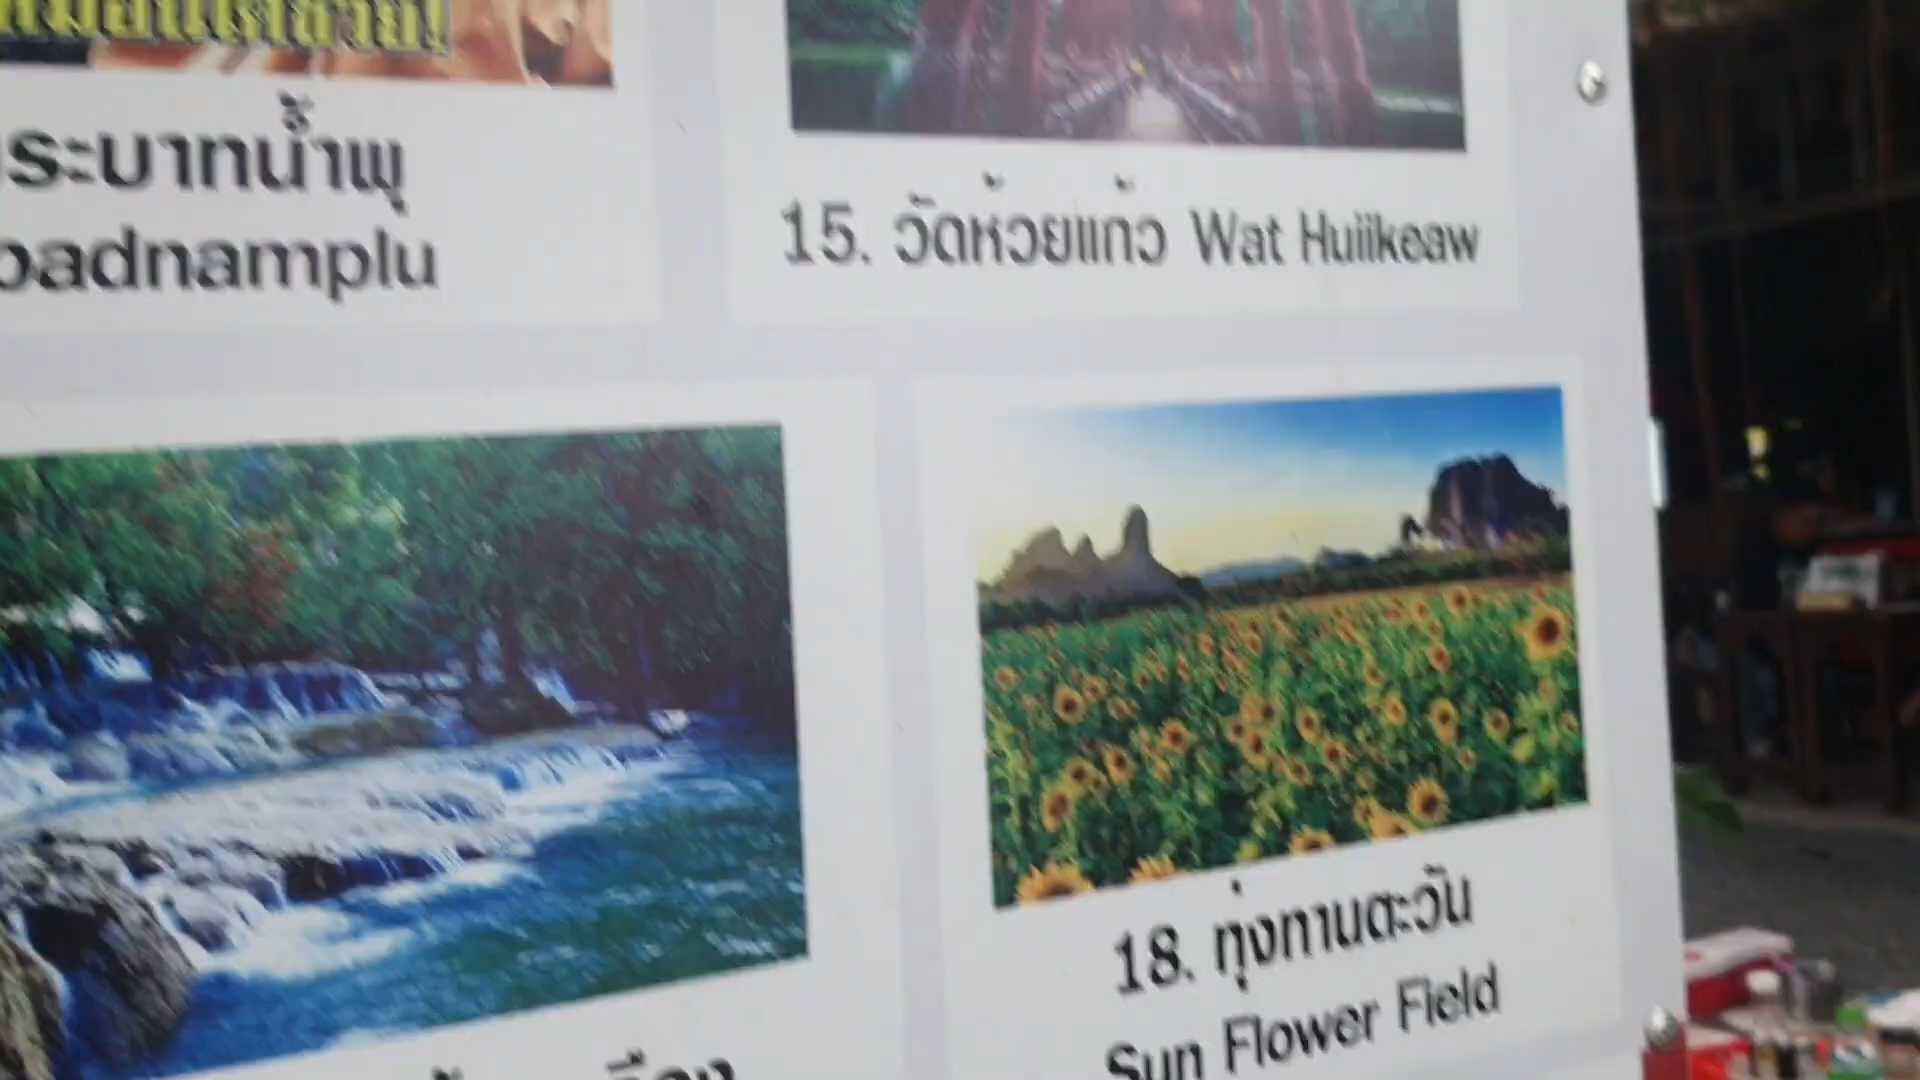 ระบาทน้ำพุ
badnamplu
15. วัดห้วยแก้ว Wat Huiikeaw
18. ทุ่งทานตะวัน
Sun Flower Field